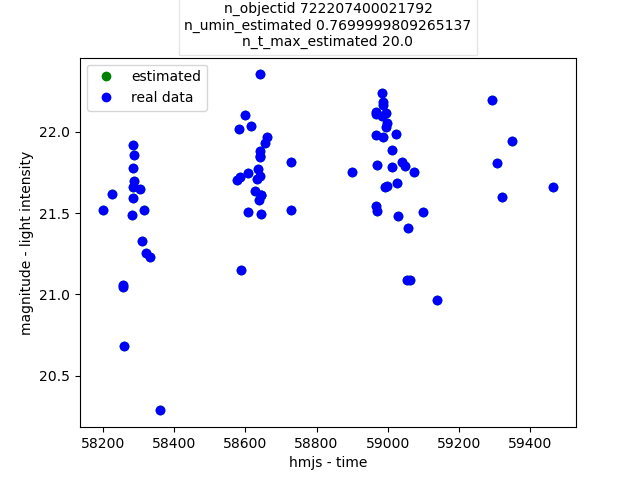 n_objectid 722207400021792
n_umin_estimated 0.7699999809265137
n_t_max_estimated 20.0
estimated
real data
22.0
21.5
21.0
20.5
magnitude - light intensity
58200 58400 58600 58800 59000 59200 59400
hmjs - time